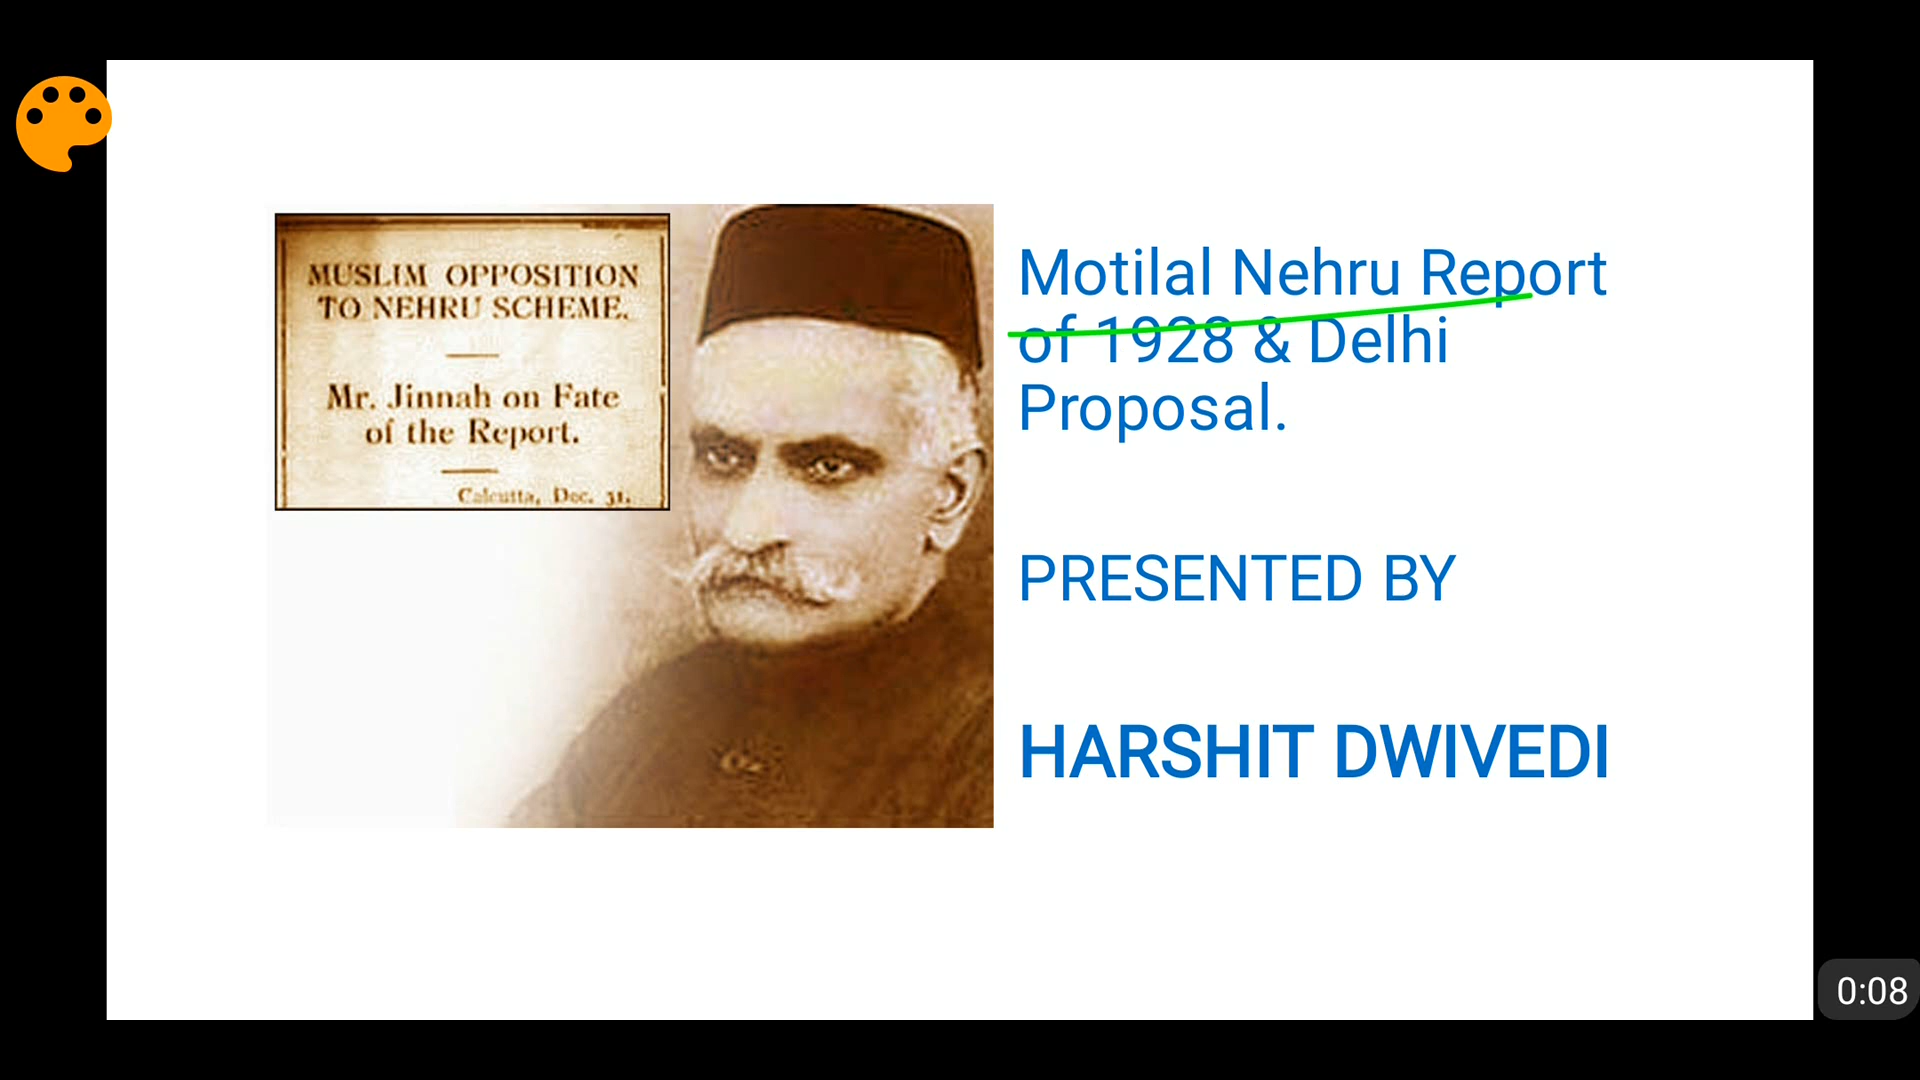 MUSLIM OPPOSITION
TO NEHRU SCHEME.
Mr. Jinnah on Fate
of the Report.
Calcutta, Dec. 31.
Motilal Nehru Report
of 1928 & Delhi
Proposal.
PRESENTED BY
HARSHIT DWIVEDI
0:08